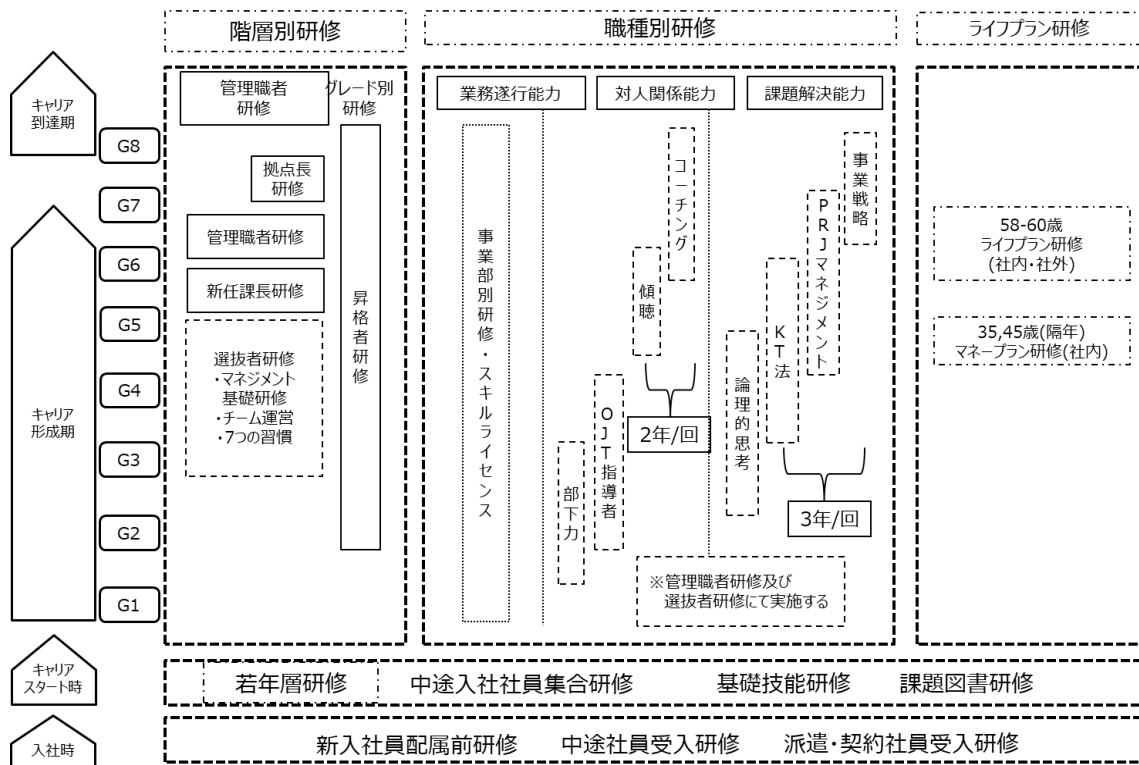 階層別研修
職種別研修
ライフプラン研修
キャリア
到達期
キャリア
形成期
キャリア
スタート時
入社時
G8
G7
G6
G5
G4
G3
G2
G1
管理職者
研修
グレード別
研修
拠点長
研修
管理職者研修
新任課長研修
選抜者研修
・マネジメント
基礎研修
・チーム運営
・7つの習慣
昇格者研修
業務遂行能力
対人関係能力
課題解決能力
事業部別研修・スキルライセンス
部下力
OJT指導者
傾聴
コーチング
2年/回
論理的思考
KT法
PRJマネジメント
事業戦略
3年/回
※管理職者研修及び
選抜者研修にて実施する
58-60歳
ライフプラン研修
(社内・社外)
35,45歳(隔年)
マネープラン研修(社内)
若年層研修
中途入社社員集合研修
基礎技能研修
課題図書研修
新入社員配属前研修
中途社員受入研修
派遣・契約社員受入研修